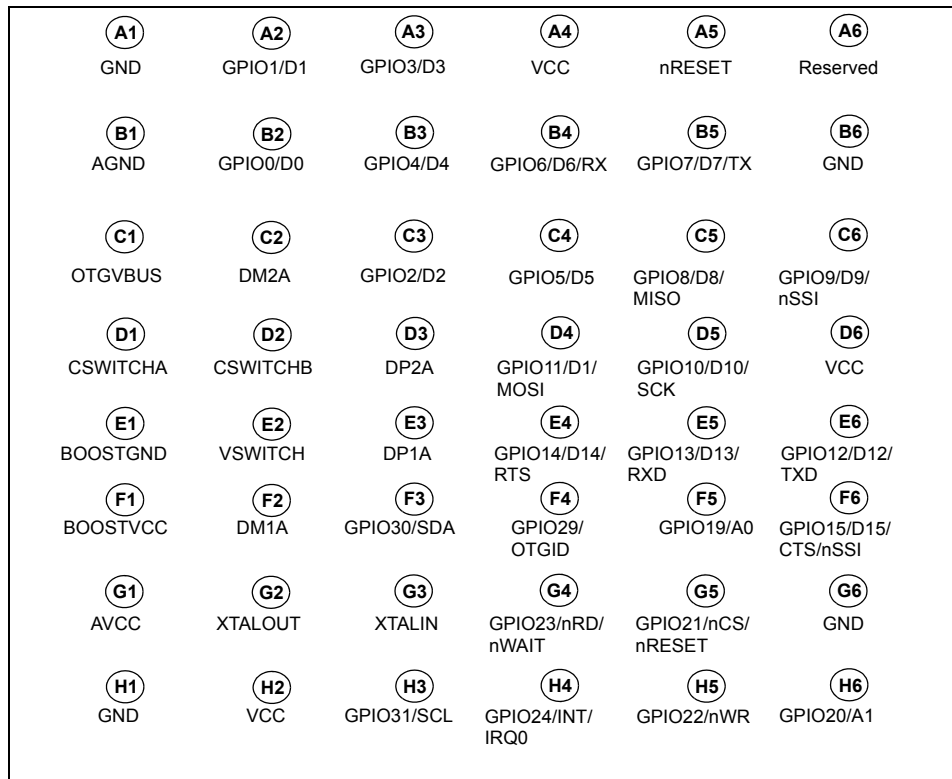 A1 A2 A3 A4 A5 A6
GND GPIO1/D1 GPIO3/D3 VCC nRESET Reserved
B1 B2 B3 B4 B5 B6
AGND GPIO0/D0 GPIO4/D4 GPIO6/D6/RX GPIO7/D7/TX GND
C1 C2 C3 C4 C5 C6
OTGVBUS DM2A GPIO2/D2 GPIO5/D5 GPIO8/D8/ GPIO9/D9/
MISO nSSI
D1 D2 D3 D4 D5 D6
CSWITCHA CSWITCHB DP2A GPIO11/D1/ GPIO10/D10/ VCC
MOSI SCK
E1 E2 E3 E4 E5 E6
BOOSTGND VSWITCH DP1A GPIO14/D14/ GPIO13/D13/ GPIO12/D12/
RTS RXD TXD
F1 F2 F3 F4 F5 F6
BOOSTVCC DM1A GPIO30/SDA GPIO29/ GPIO19/A0 GPIO15/D15/
OTGID CTS/nSSI
G1 G2 G3 G4 G5 G6
AVCC XTALOUT XTALIN GPIO23/nRD/ GPIO21/nCS/ GND
nWAIT nRESET
H1 H2 H3 H4 H5 H6
GND VCC GPIO31/SCL GPIO24/INT/ GPIO22/nWR GPIO20/A1
IRQ0